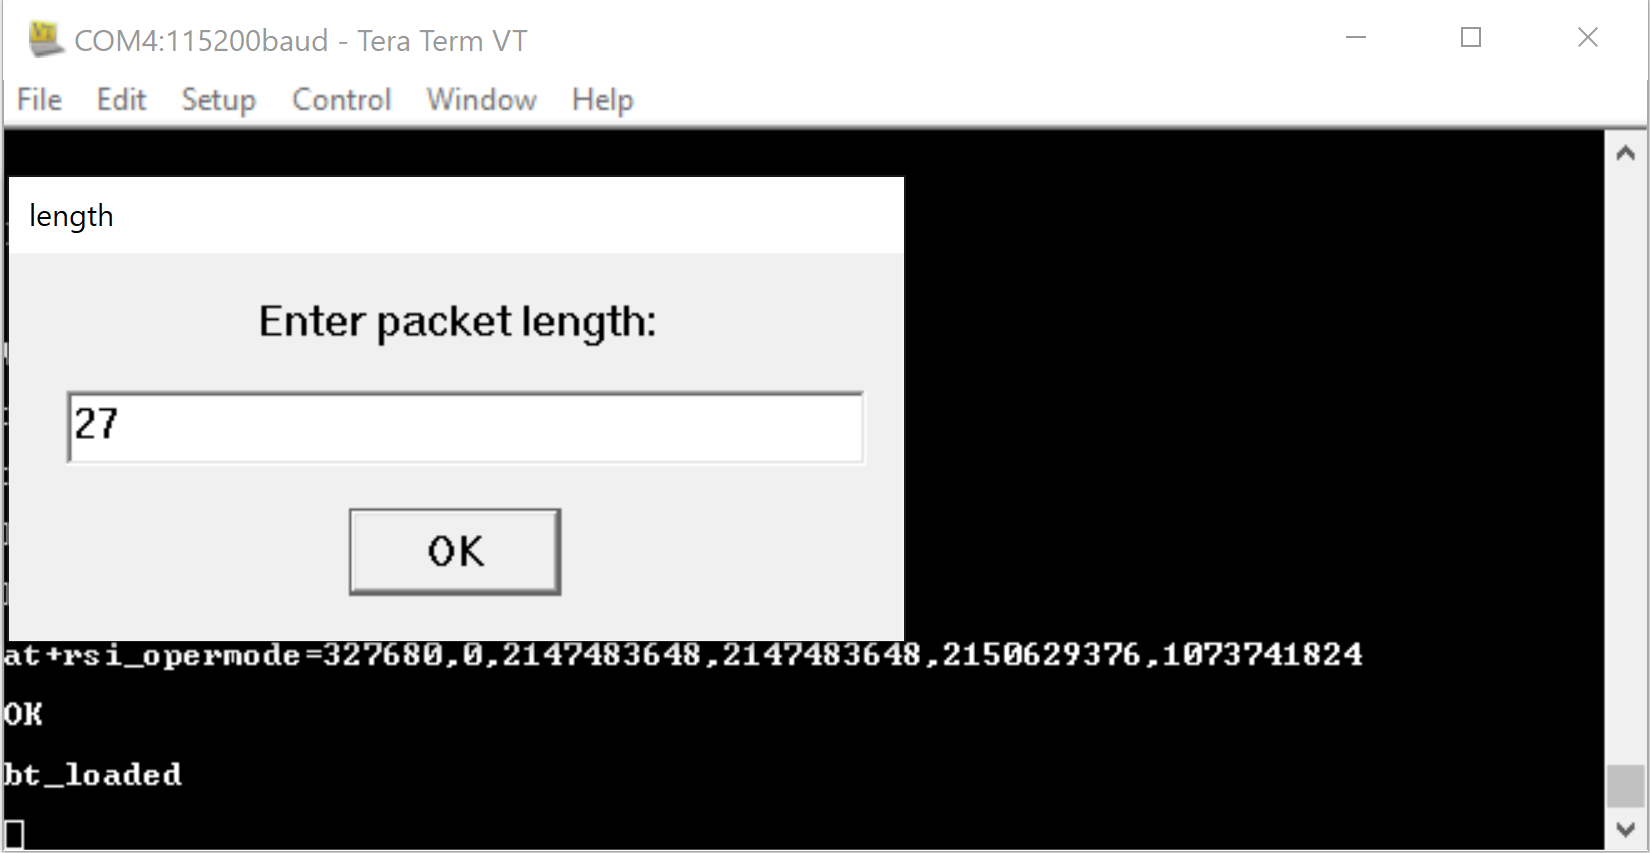 COM4:115200baud - Tera Term VT
File Edit Setup Control Window Help
length
Enter packet length:
27
OK
at+rsi_opermode=327680,0,2147483648,2147483648,2150629376,1073741824
OK
bt_loaded